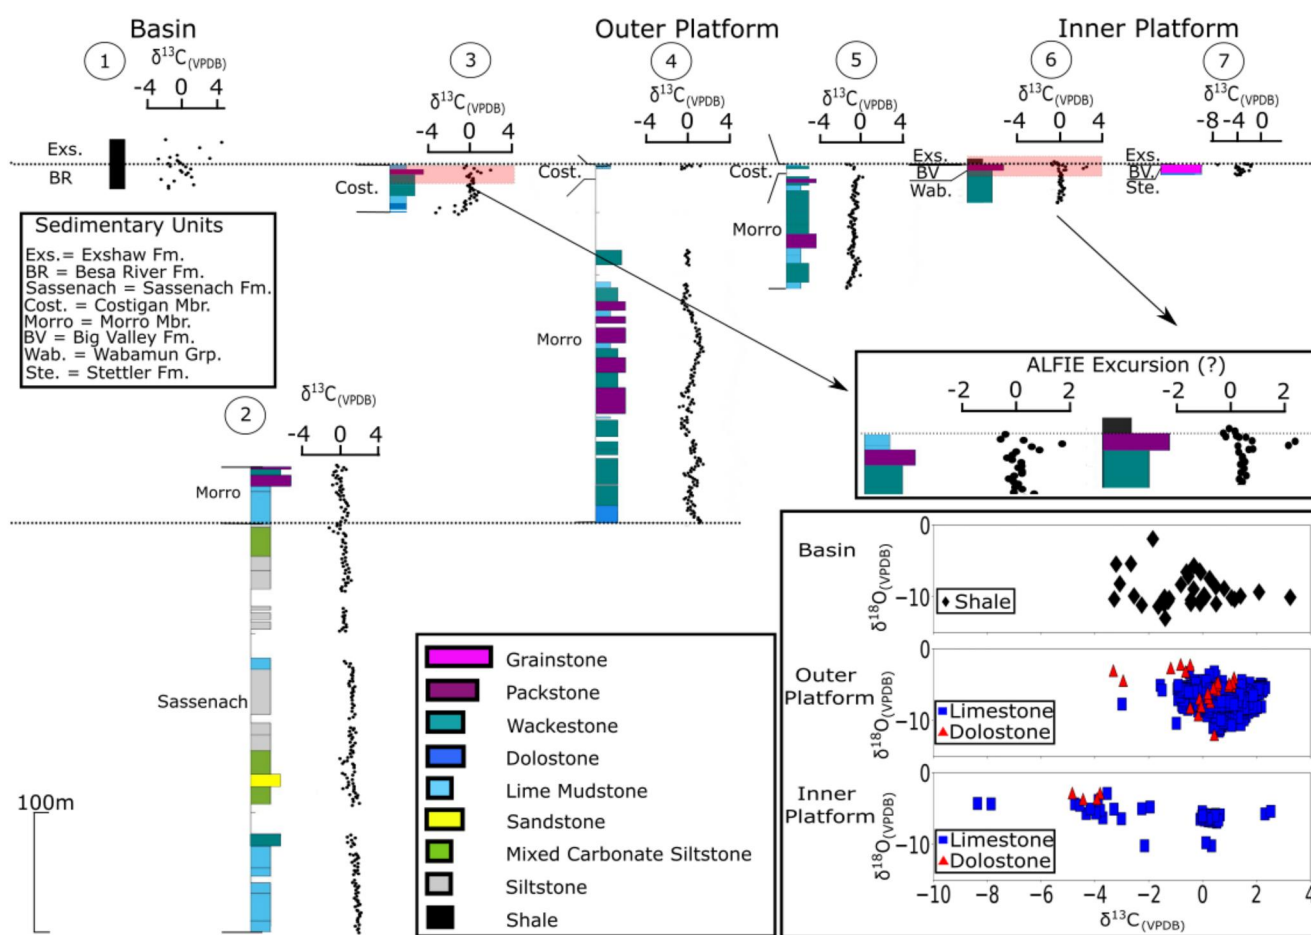 Basin
Outer Platform
Inner Platform
1
δ13C(VPDB)
-4 0 4
Exs.
BR
3
δ13C(VPDB)
-4 0 4
Cost.
4
δ13C(VPDB)
-4 0 4
Cost.
Morro
5
δ13C(VPDB)
-4 0 4
Cost.
Morro
6
δ13C(VPDB)
-4 0 4
Exs.
BV
Wab.
7
δ13C(VPDB)
-8 -4 0
Exs.
BV.
Ste.
Sedimentary Units
Exs.= Exshaw Fm.
BR = Besa River Fm.
Sassenach = Sassenach Fm.
Cost. = Costigan Mbr.
Morro = Morro Mbr.
BV = Big Valley Fm.
Wab. = Wabamun Grp.
Ste. = Stettler Fm.
2
δ13C(VPDB)
-4 0 4
Morro
Sassenach
100m
ALFIE Excursion (?)
-2 0 2
-2 0 2
Grainstone
Packstone
Wackestone
Dolostone
Lime Mudstone
Sandstone
Mixed Carbonate Siltstone
Siltstone
Shale
Basin
δ18O(VPDB)
0
−10
Shale
Outer
Platform
δ18O(VPDB)
0
−10
Limestone
Dolostone
Inner
Platform
δ18O(VPDB)
0
−10
Limestone
Dolostone
−10 −8 −6 −4 −2 0 2 4
δ13C(VPDB)